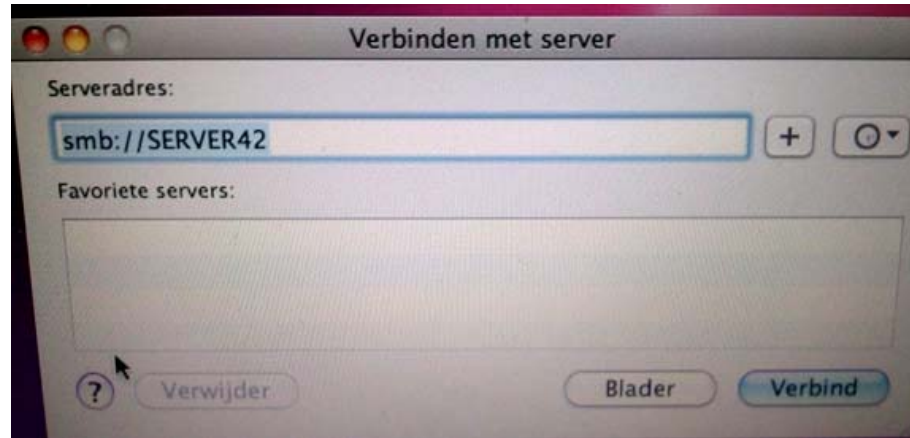 Verbinden met server
Serveradres:
smb://SERVER42
+
Favoriete servers:
? Verwijder Blader Verbind